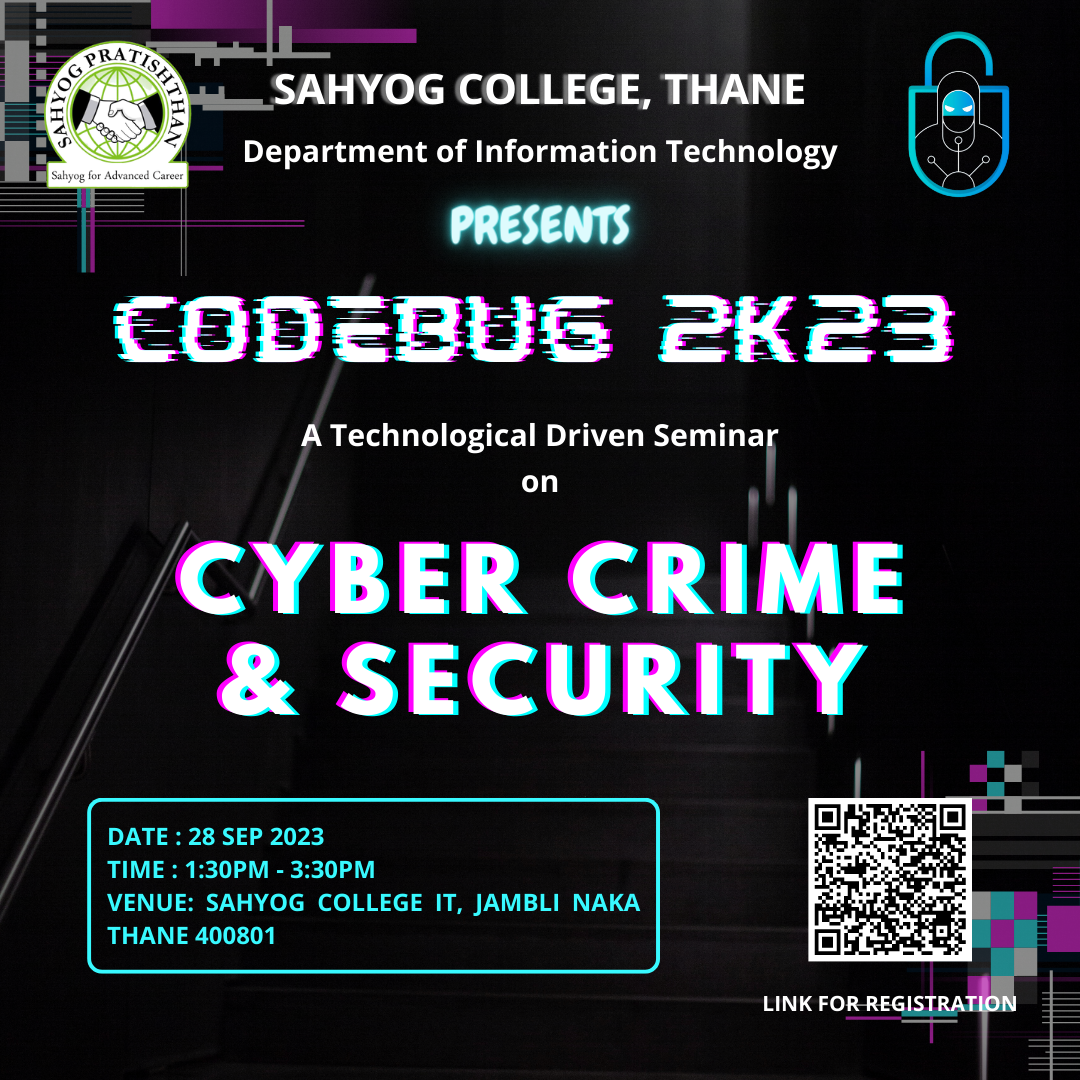 SAHYOG PRATISHTHAN
Sahyog for Advanced Career
SAHYOG COLLEGE, THANE
Department of Information Technology
PRESENTS
CODEBUG 2K23
A Technological Driven Seminar
on
CYBER CRIME
& SECURITY
DATE : 28 SEP 2023
TIME : 1:30PM - 3:30PM
VENUE: SAHYOG COLLEGE IT, JAMBLI NAKA
THANE 400801
LINK FOR REGISTRATION